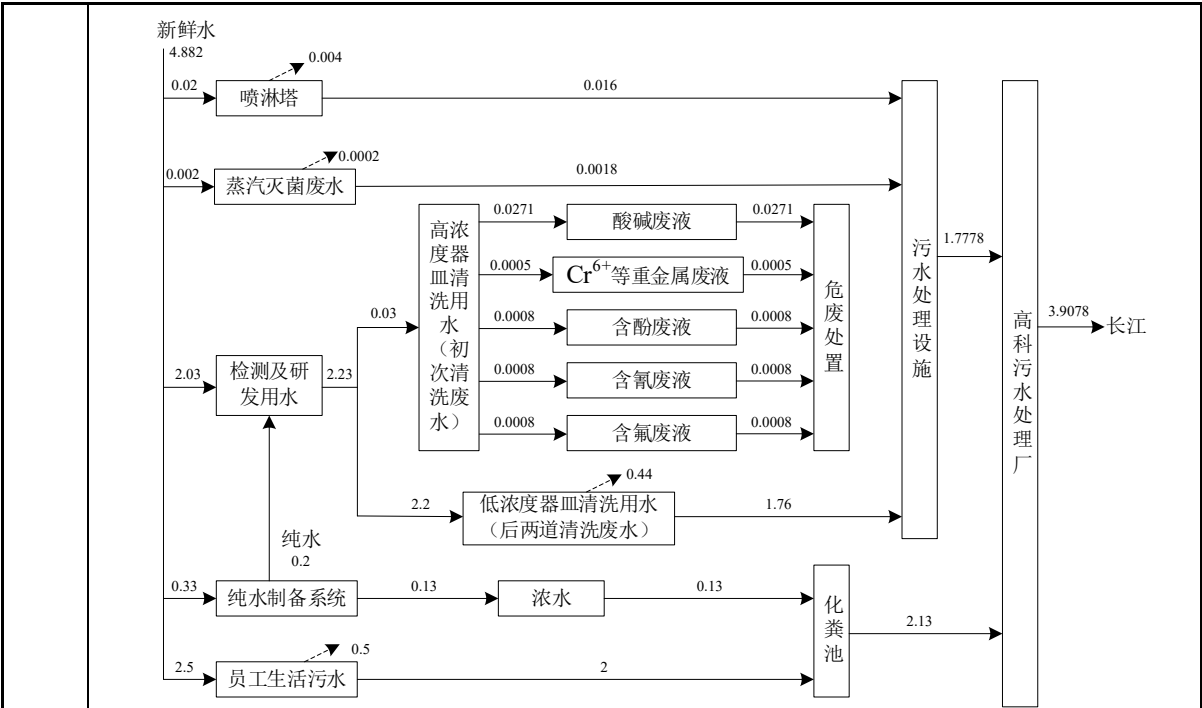 新鲜水
4.882
0.004
0.02
喷淋塔
0.016
0.0002
0.002
蒸汽灭菌废水
0.0018
高浓
度器
皿清
洗用
水
（初
次清
洗废
水）
0.0271
酸碱废液
0.0271
0.0005
Cr⁶⁺等重金属废液
0.0005
0.0008
含酚废液
0.0008
0.0008
含氰废液
0.0008
0.0008
含氟废液
0.0008
危
废
处
置
0.03
2.03
检测及研
发用水
2.23
2.2
0.44
低浓度器皿清洗用水
（后两道清洗废水）
1.76
污
水
处
理
设
施
1.7778
纯水
0.2
0.33
纯水制备系统
0.13
浓水
0.13
2.5
0.5
员工生活污水
2
化
粪
池
2.13
高
科
污
水
处
理
厂
3.9078
长江